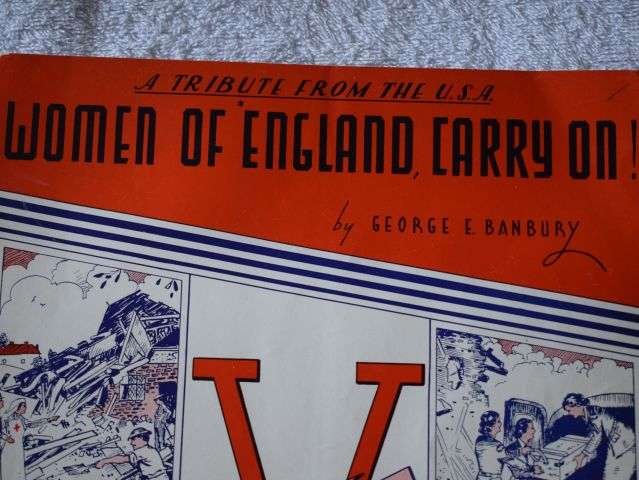 A TRIBUTE FROM THE U.S.A.
WOMEN OF ENGLAND, CARRY ON!
by GEORGE E. BANBURY
V